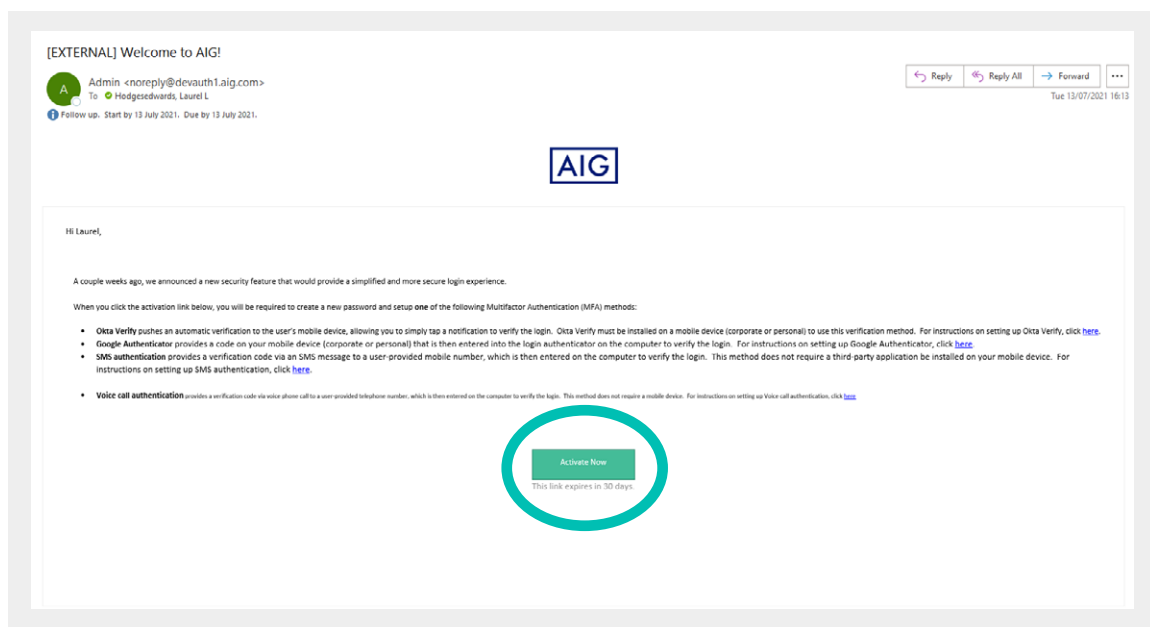 [EXTERNAL] Welcome to AIG!
A
Admin <noreply@devauth1.aig.com>
To Hodgesedwards, Laurel L
Reply Reply All Forward ...
Tue 13/07/2021 16:13
Follow up. Start by 13 July 2021. Due by 13 July 2021.
AIG
Hi Laurel,
A couple weeks ago, we announced a new security feature that would provide a simplified and more secure login experience.
When you click the activation link below, you will be required to create a new password and setup one of the following Multifactor Authentication (MFA) methods:
• Okta Verify pushes an automatic verification to the user's mobile device, allowing you to simply tap a notification to verify the login. Okta Verify must be installed on a mobile device (corporate or personal) to use this verification method. For instructions on setting up Okta Verify, click here.
• Google Authenticator provides a code on your mobile device (corporate or personal) that is then entered into the login authenticator on the computer to verify the login. For instructions on setting up Google Authenticator, click here.
• SMS authentication provides a verification code via an SMS message to a user-provided mobile number, which is then entered on the computer to verify the login. This method does not require a third-party application be installed on your mobile device. For
instructions on setting up SMS authentication, click here.
• Voice call authentication provides a verification code via voice phone call to a user-provided telephone number, which is then entered on the computer to verify the login. This method does not require a mobile device. For instructions on setting up Voice call authentication, click here.
Activate Now
This link expires in 30 days.